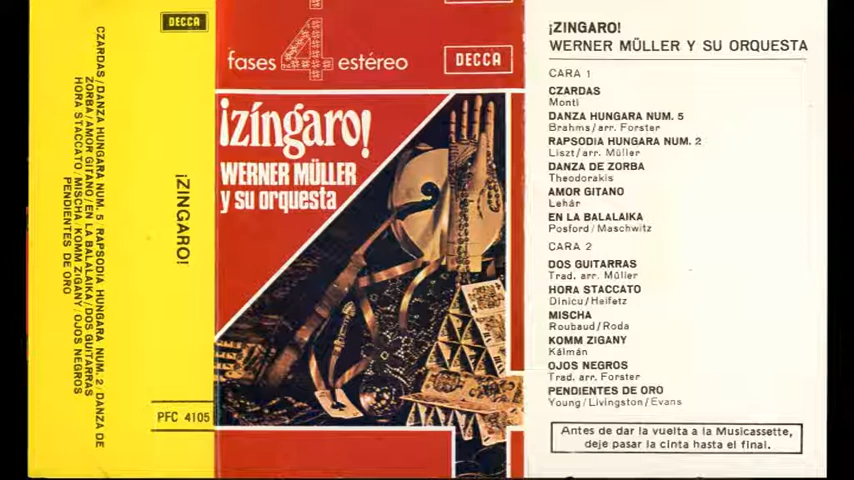 DECCA
CZARDAS / DANZA HUNGARA NUM. 5 / RAPSODIA HUNGARA NUM. 2 / DANZA DE
ZORBA / AMOR GITANO / EN LA BALALAIKA / DOS GUITARRAS
HORA STACCATO / MISCHA / KOMM ZIGANY / OJOS NEGROS
PENDIENTES DE ORO
¡ZINGARO!
PFC 4105
4
fases estéreo
DECCA
¡zíngaro!
WERNER MÜLLER
y su orquesta
¡ZINGARO!
WERNER MÜLLER Y SU ORQUESTA
CARA 1
CZARDAS
Monti
DANZA HUNGARA NUM. 5
Brahms/arr. Forster
RAPSODIA HUNGARA NUM. 2
Liszt/arr. Müller
DANZA DE ZORBA
Theodorakis
AMOR GITANO
Lehár
EN LA BALALAIKA
Posford/Maschwitz
CARA 2
DOS GUITARRAS
Trad. arr. Müller
HORA STACCATO
Dinicu/Heifetz
MISCHA
Roubaud/Roda
KOMM ZIGANY
Kálmán
OJOS NEGROS
Trad. arr. Forster
PENDIENTES DE ORO
Young/Livingston/Evans
Antes de dar la vuelta a la Musicassette,
deje pasar la cinta hasta el final.